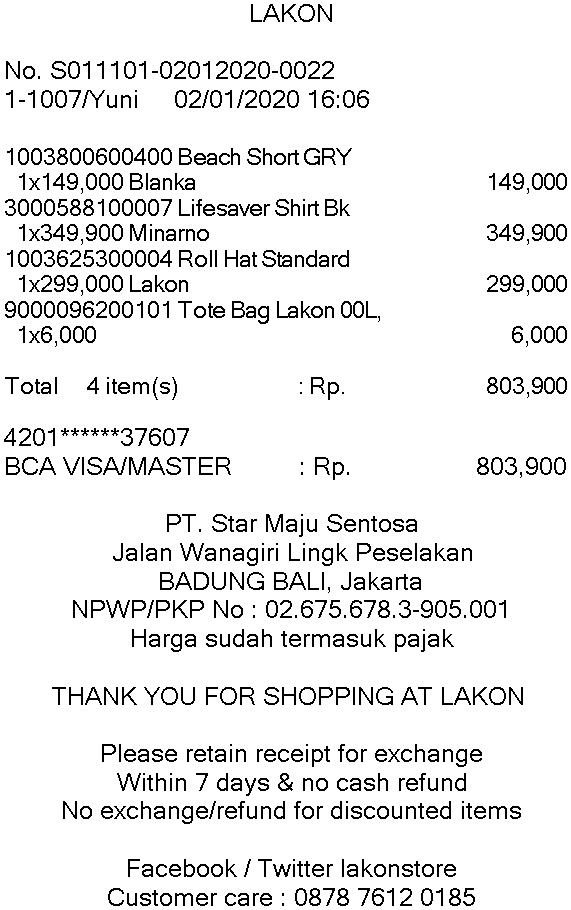 LAKON
No. S011101-02012020-0022
1-1007/Yuni 02/01/2020 16:06
1003800600400 Beach Short GRY
1x149,000 Blanka 149,000
3000588100007 Lifesaver Shirt Bk
1x349,900 Minarno 349,900
1003625300004 Roll Hat Standard
1x299,000 Lakon 299,000
9000096200101 Tote Bag Lakon 00L,
1x6,000 6,000
Total 4 item(s) : Rp. 803,900
4201******37607
BCA VISA/MASTER : Rp. 803,900
PT. Star Maju Sentosa
Jalan Wanagiri Lingk Peselakan
BADUNG BALI, Jakarta
NPWP/PKP No : 02.675.678.3-905.001
Harga sudah termasuk pajak
THANK YOU FOR SHOPPING AT LAKON
Please retain receipt for exchange
Within 7 days & no cash refund
No exchange/refund for discounted items
Facebook / Twitter lakonstore
Customer care : 0878 7612 0185